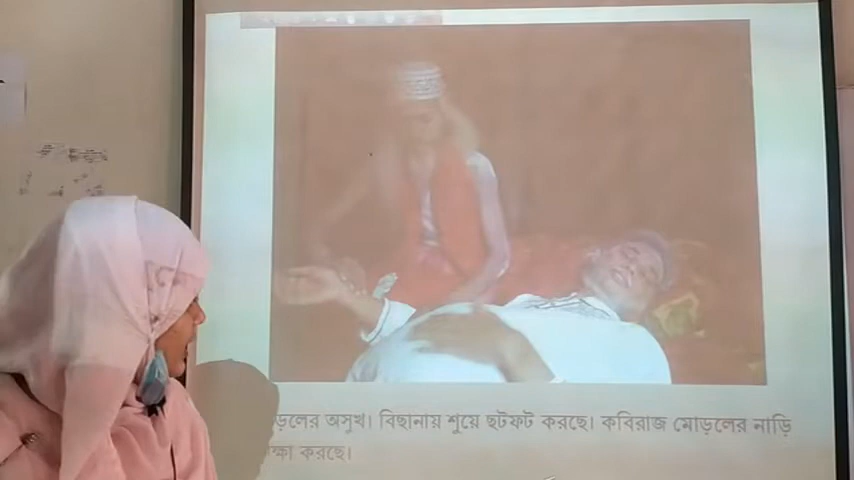 ড়লের অসুখ। বিছানায় শুয়ে ছটফট করছে। কবিরাজ মোড়লের নাড়ি
ক্ষা করছে।